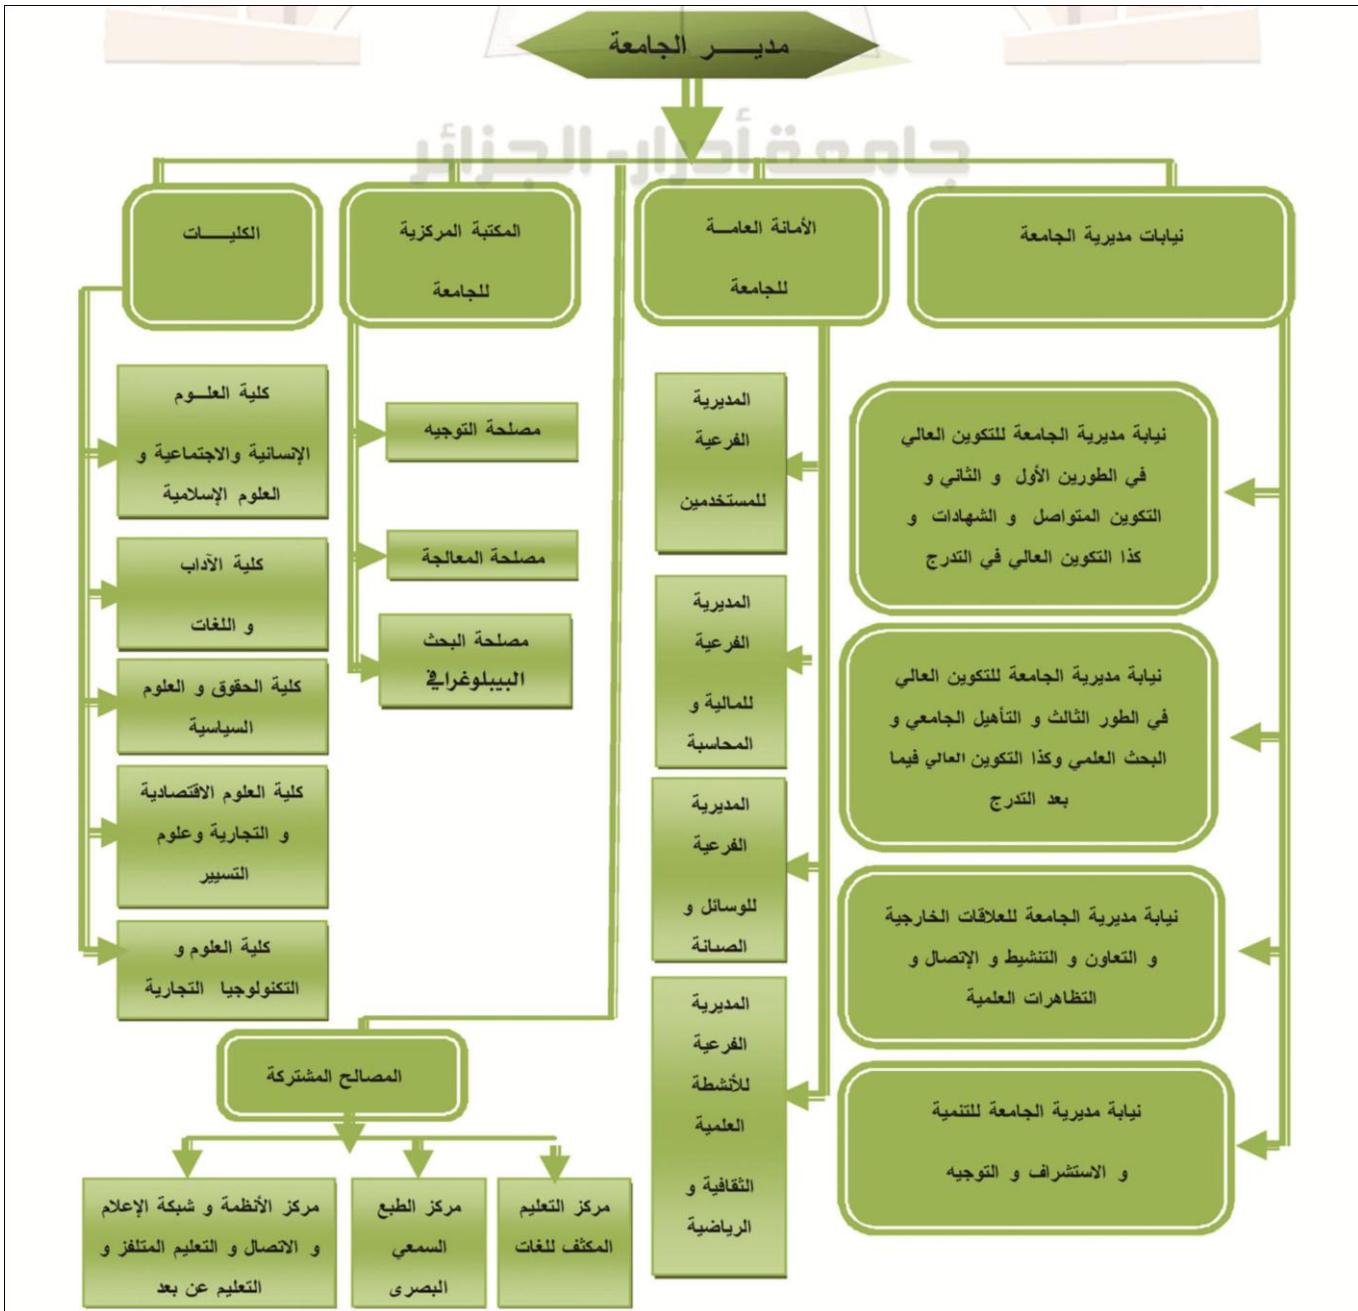 مديـــــر الجامعة
جامعة أدرار- الجزائر
نيابات مديرية الجامعة
الأمانة العامــة
للجامعة
المكتبة المركزية
للجامعة
الكليــــات
نيابة مديرية الجامعة للتكوين العالي
في الطورين الأول و الثاني و
التكوين المتواصل و الشهادات و
كذا التكوين العالي في التدرج
نيابة مديرية الجامعة للتكوين العالي
في الطور الثالث و التأهيل الجامعي و
البحث العلمي وكذا التكوين العالي فيما
بعد التدرج
نيابة مديرية الجامعة للعلاقات الخارجية
و التعاون و التنشيط و الإتصال و
التظاهرات العلمية
نيابة مديرية الجامعة للتنمية
و الاستشراف و التوجيه
المديرية
الفرعية
للمستخدمين
المديرية
الفرعية
للمالية و
المحاسبة
المديرية
الفرعية
للوسائل و
الصيانة
المديرية
الفرعية
للأنشطة
العلمية
الثقافية و
الرياضية
مصلحة التوجيه
مصلحة المعالجة
مصلحة البحث
البيبلوغرافي
كلية العلــوم
الإنسانية والاجتماعية و
العلوم الإسلامية
كلية الآداب
و اللغات
كلية الحقوق و العلوم
السياسية
كلية العلوم الاقتصادية
و التجارية وعلوم
التسيير
كلية العلوم و
التكنولوجيا التجارية
المصالح المشتركة
مركز التعليم
المكثف للغات
مركز الطبع
السمعي
البصرى
مركز الأنظمة و شبكة الإعلام
و الاتصال و التعليم المتلفز و
التعليم عن بعد